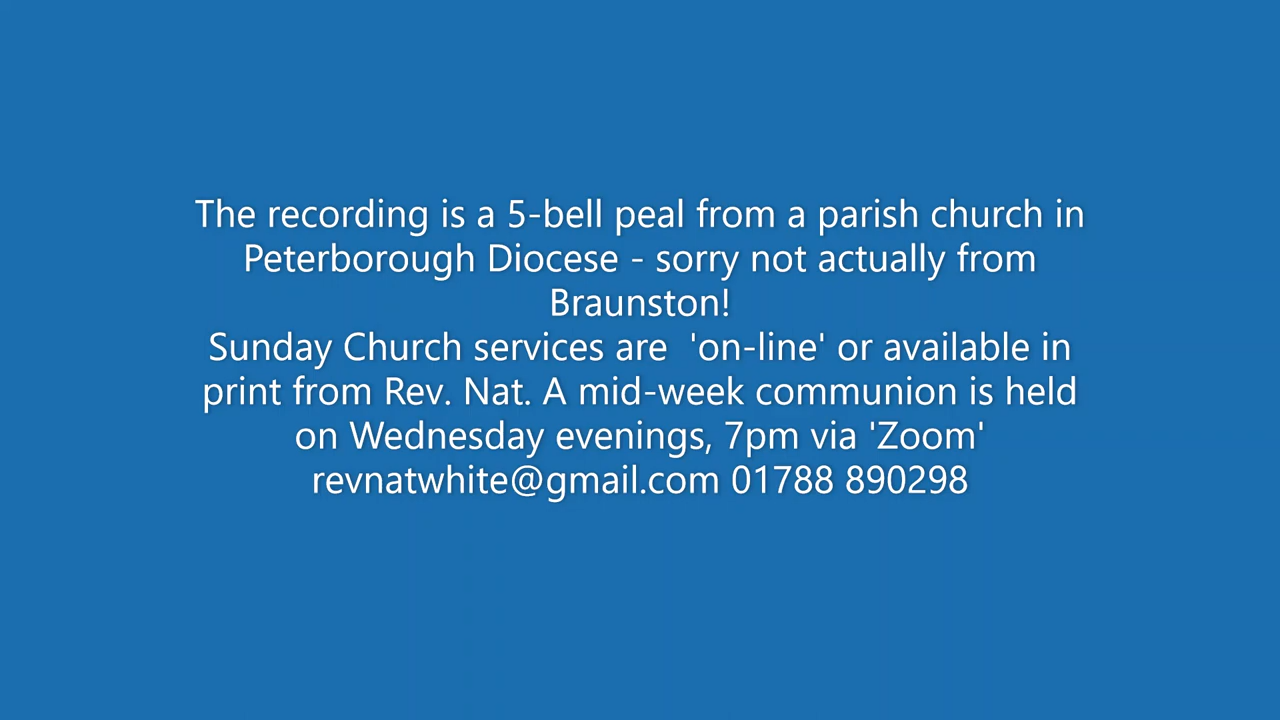 The recording is a 5-bell peal from a parish church in
Peterborough Diocese - sorry not actually from
Braunston!
Sunday Church services are  'on-line' or available in
print from Rev. Nat. A mid-week communion is held
on Wednesday evenings, 7pm via 'Zoom'
revnatwhite@gmail.com 01788 890298